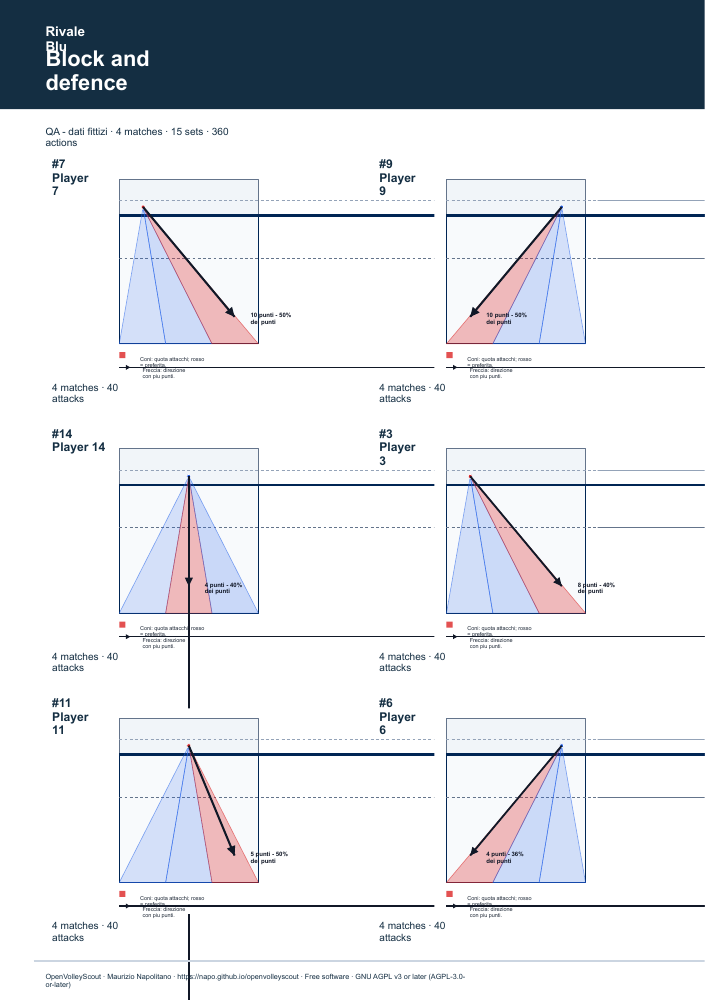 Rivale
Blu
Block and
defence
QA - dati fittizi · 4 matches · 15 sets · 360
actions
#7
Player
7
10 punti - 50%
dei punti
Coni: quota attacchi; rosso
= preferita.
Freccia: direzione
con piu punti.
4 matches · 40
attacks
#9
Player
9
10 punti - 50%
dei punti
Coni: quota attacchi; rosso
= preferita.
Freccia: direzione
con piu punti.
4 matches · 40
attacks
#14
Player 14
4 punti - 40%
dei punti
Coni: quota attacchi; rosso
= preferita.
Freccia: direzione
con piu punti.
4 matches · 40
attacks
#3
Player
3
8 punti - 40%
dei punti
Coni: quota attacchi; rosso
= preferita.
Freccia: direzione
con piu punti.
4 matches · 40
attacks
#11
Player
11
5 punti - 50%
dei punti
Coni: quota attacchi; rosso
= preferita.
Freccia: direzione
con piu punti.
4 matches · 40
attacks
#6
Player
6
4 punti - 36%
dei punti
Coni: quota attacchi; rosso
= preferita.
Freccia: direzione
con piu punti.
4 matches · 40
attacks
OpenVolleyScout · Maurizio Napolitano · https://napo.github.io/openvolleyscout · Free software · GNU AGPL v3 or later (AGPL-3.0-
or-later)